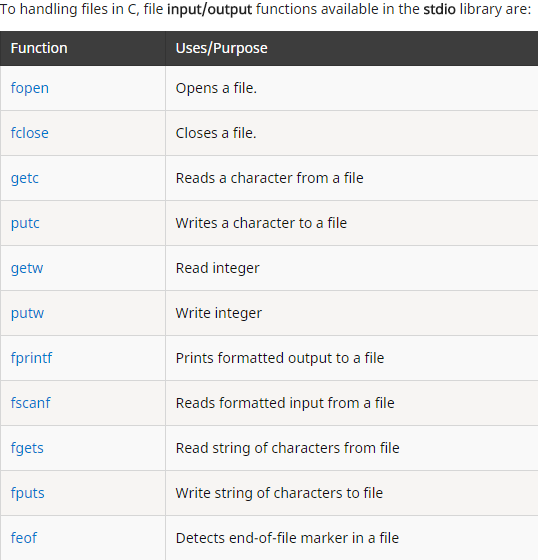 To handling files in C, file input/output functions available in the stdio library are:
Function Uses/Purpose
fopen Opens a file.
fclose Closes a file.
getc Reads a character from a file
putc Writes a character to a file
getw Read integer
putw Write integer
fprintf Prints formatted output to a file
fscanf Reads formatted input from a file
fgets Read string of characters from file
fputs Write string of characters to file
feof Detects end-of-file marker in a file